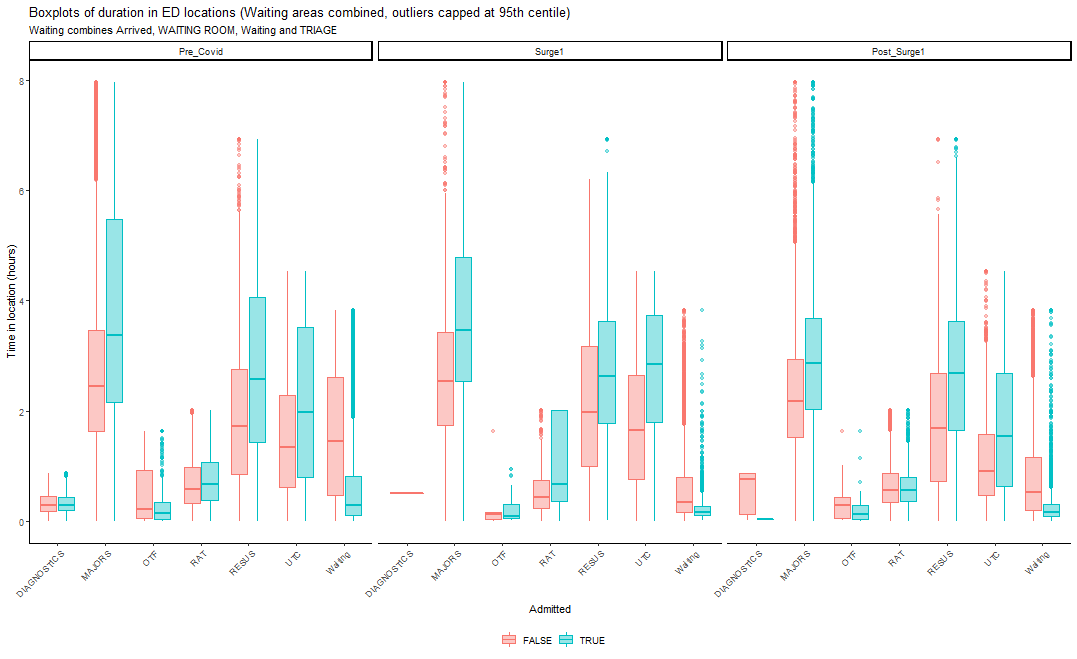 Boxplots of duration in ED locations (Waiting areas combined, outliers capped at 95th centile)
Waiting combines Arrived, WAITING ROOM, Waiting and TRIAGE
Pre_Covid Surge1 Post_Surge1
Time in location (hours)
8
6
4
2
0
DIAGNOSTICS MAJORS OTF RAT RESUS UTC Waiting DIAGNOSTICS MAJORS OTF RAT RESUS UTC Waiting DIAGNOSTICS MAJORS OTF RAT RESUS UTC Waiting
Admitted
FALSE TRUE